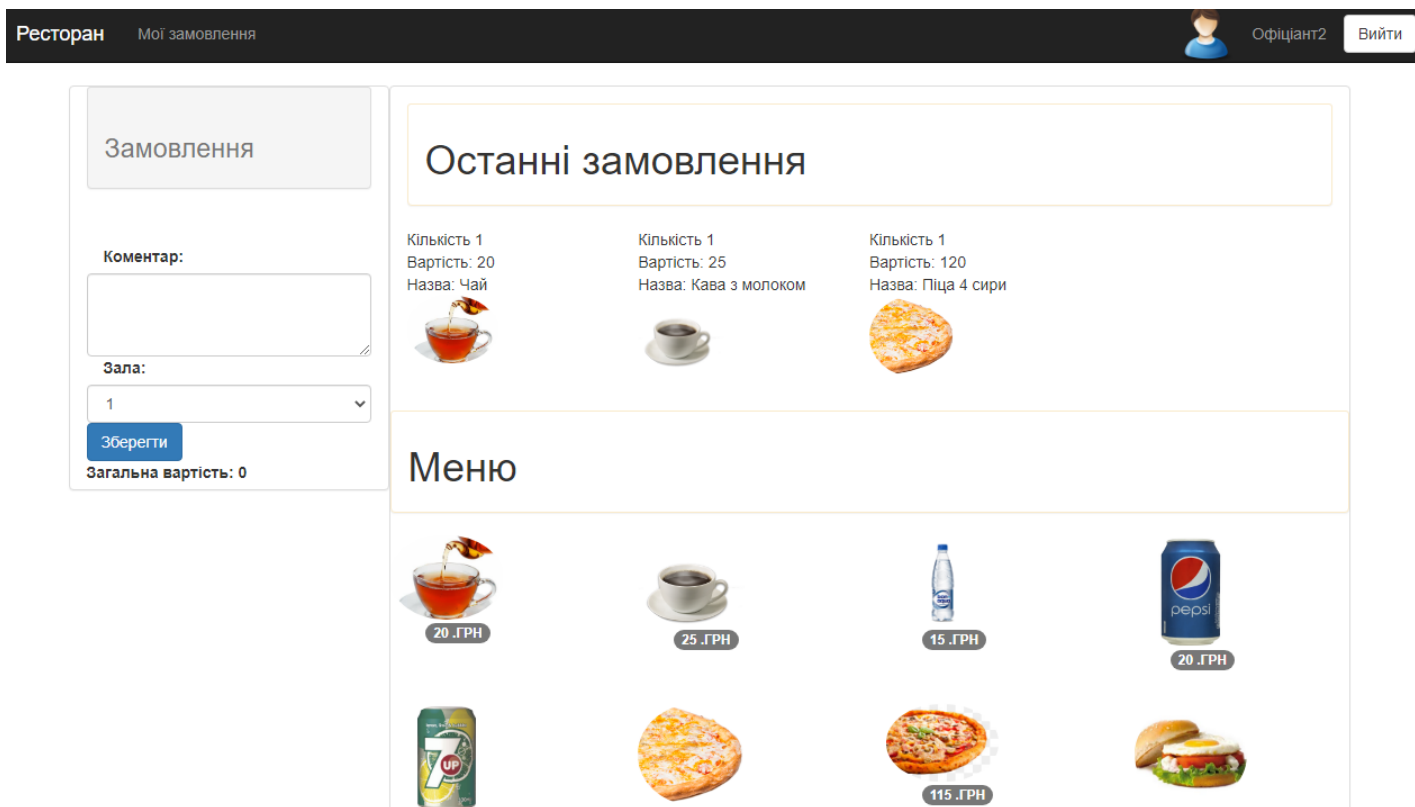 Ресторан
Мої замовлення
Офіціант2
Вийти
Замовлення
Коментар:
Зала:
1
Зберегти
Загальна вартість: 0
Останні замовлення
Кількість 1
Вартість: 20
Назва: Чай
Кількість 1
Вартість: 25
Назва: Кава з молоком
Кількість 1
Вартість: 120
Назва: Піца 4 сири
Меню
20 .ГРН
25 .ГРН
15 .ГРН
pepsi
20 .ГРН
7
UP
115 .ГРН